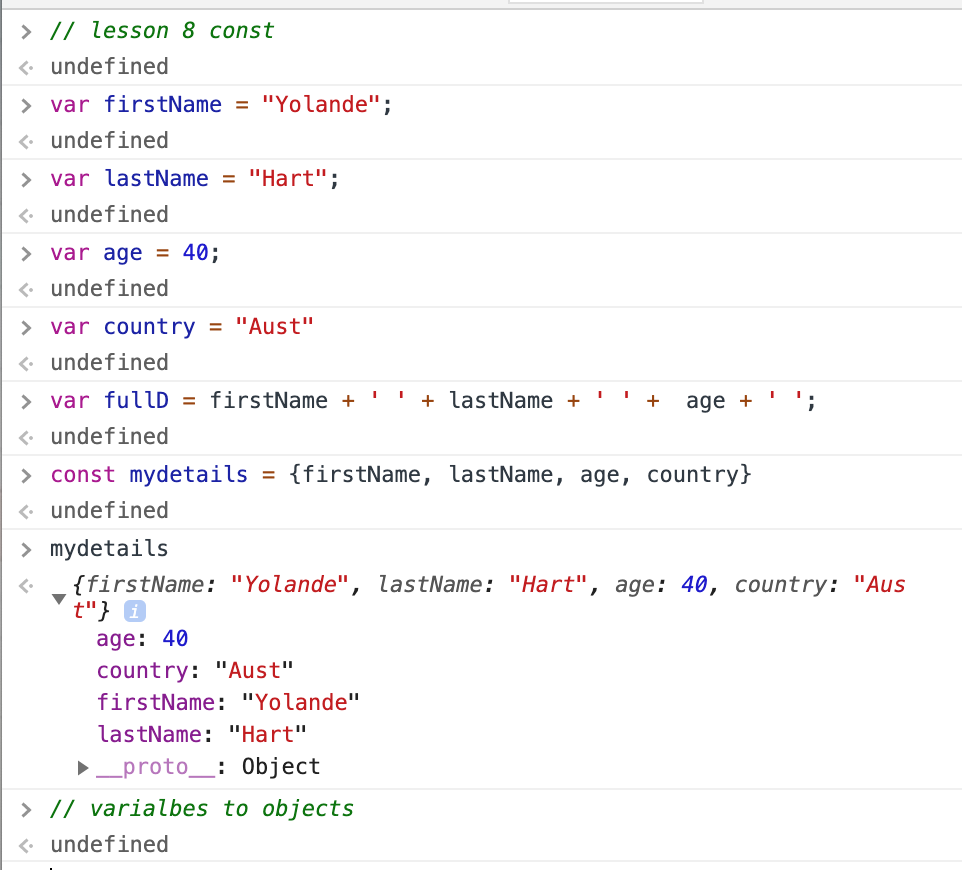 // lesson 8 const
undefined
var firstName = "Yolande";
undefined
var lastName = "Hart";
undefined
var age = 40;
undefined
var country = "Aust"
undefined
var fullD = firstName + ' ' + lastName + ' ' +  age + ' ';
undefined
const mydetails = {firstName, lastName, age, country}
undefined
mydetails
{firstName: "Yolande", lastName: "Hart", age: 40, country: "Aus
t"} i
age: 40
country: "Aust"
firstName: "Yolande"
lastName: "Hart"
__proto__: Object
// varialbes to objects
undefined